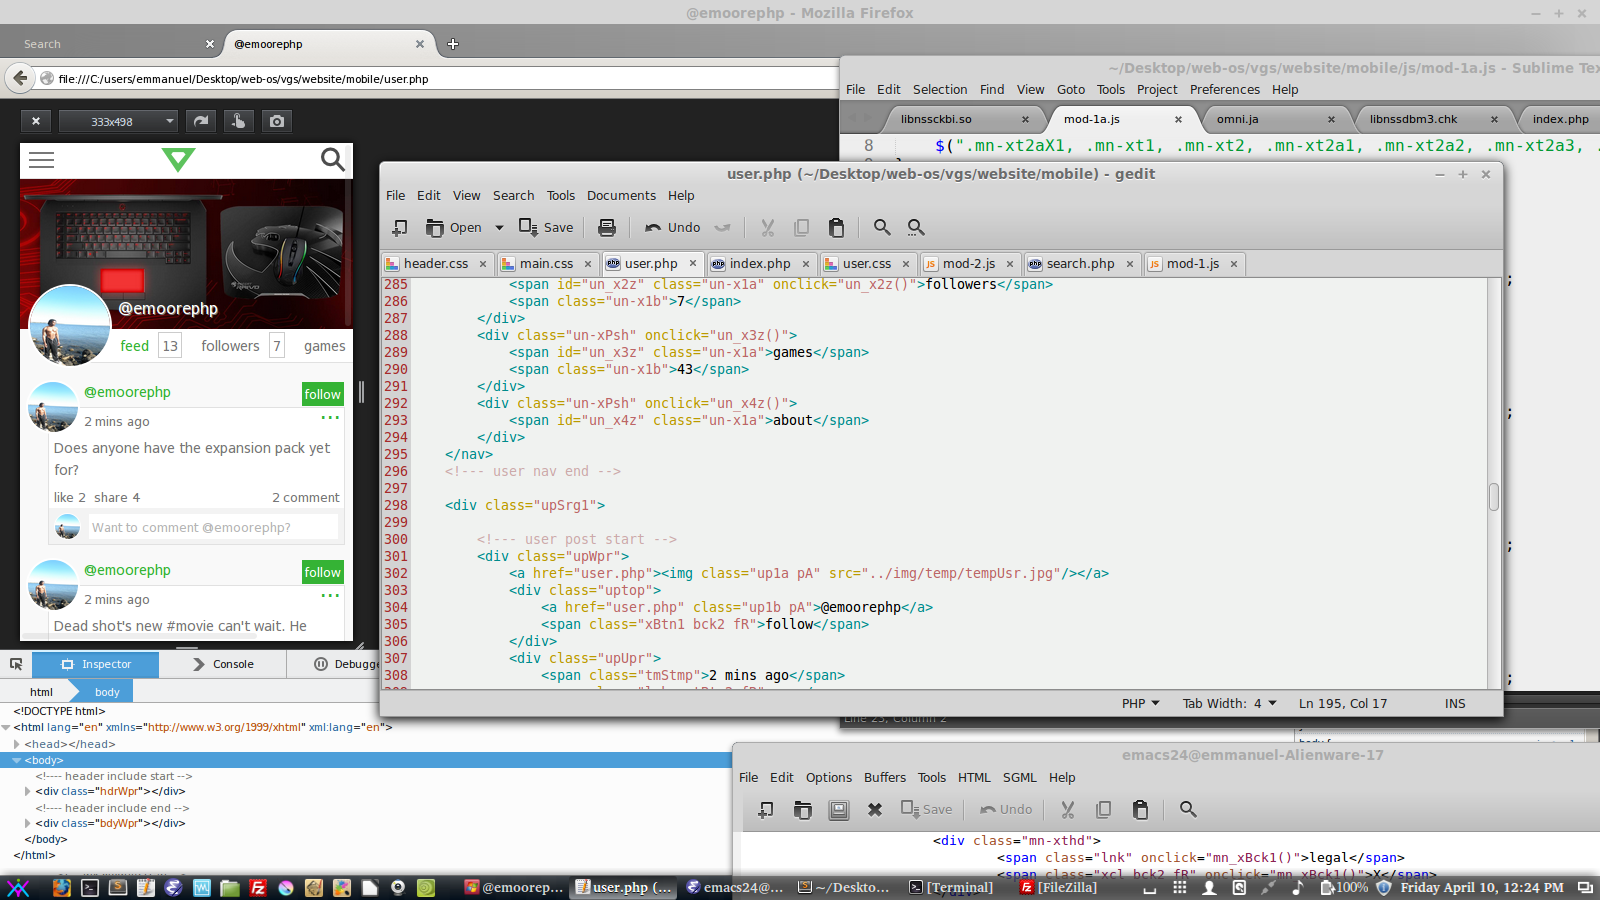 @emoorephp - Mozilla Firefox
Search
@emoorephp
file:///C:/users/emmanuel/Desktop/web-os/vgs/website/mobile/user.php
333x498
@emoorephp
feed 13 followers 7 games
@emoorephp
follow
2 mins ago
Does anyone have the expansion pack yet
for?
like 2 share 4 2 comment
Want to comment @emoorephp?
@emoorephp
follow
2 mins ago
Dead shot's new #movie can't wait. He
Inspector Console Debugge
html body
<!DOCTYPE html>
<html lang="en" xmlns="http://www.w3.org/1999/xhtml" xml:lang="en">
<head></head>
<body>
<!---- header include start -->
<div class="hdrWpr"></div>
<!---- header include end -->
<div class="bdyWpr"></div>
</body>
</html>
~/Desktop/web-os/vgs/website/mobile/js/mod-1a.js - Sublime Tex
File Edit Selection Find View Goto Tools Project Preferences Help
libnssckbi.so mod-1a.js omni.ja libnssdbm3.chk index.php
8 $(".mn-xt2aX1, .mn-xt1, .mn-xt2, .mn-xt2a1, .mn-xt2a2, .mn-xt2a3, .
user.php (~/Desktop/web-os/vgs/website/mobile) - gedit
File Edit View Search Tools Documents Help
Open Save Undo
header.css main.css user.php index.php user.css mod-2.js search.php mod-1.js
285 <span id="un_x2z" class="un-x1a" onclick="un_x2z()">followers</span>
286 <span class="un-x1b">7</span>
287 </div>
288 <div class="un-xPsh" onclick="un_x3z()">
289 <span id="un_x3z" class="un-x1a">games</span>
290 <span class="un-x1b">43</span>
291 </div>
292 <div class="un-xPsh" onclick="un_x4z()">
293 <span id="un_x4z" class="un-x1a">about</span>
294 </div>
295 </nav>
296 <!--- user nav end -->
297
298 <div class="upSrg1">
299
300 <!--- user post start -->
301 <div class="upWpr">
302 <a href="user.php"><img class="up1a pA" src="../img/temp/tempUsr.jpg"/></a>
303 <div class="uptop">
304 <a href="user.php" class="up1b pA">@emoorephp</a>
305 <span class="xBtn1 bck2 fR">follow</span>
306 </div>
307 <div class="upUpr">
308 <span class="tmStmp">2 mins ago</span>
PHP Tab Width: 4 Ln 195, Col 17 INS
Line 25, Column 2
emacs24@emmanuel-Alienware-17
File Edit Options Buffers Tools HTML SGML Help
Save Undo
<div class="mn-xthd">
<span class="lnk" onclick="mn_xBck1()">legal</span>
<span class="xcl bck2 fR" onclick="mn_xBck1()">X</span>
@emoorep... user.php (... emacs24@... ~/Deskto... [Terminal] [FileZilla] 100% Friday April 10, 12:24 PM